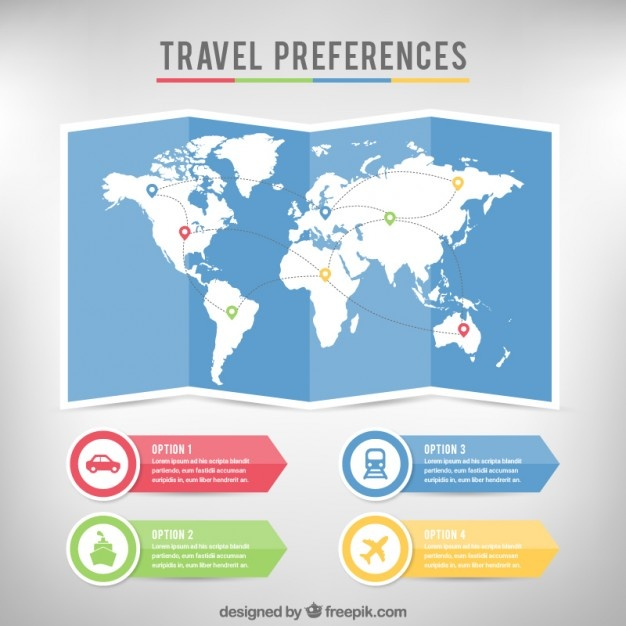 TRAVEL PREFERENCES
OPTION 1
Lorem ipsum ad his scripta blandit
partiendo, eum fastidii accumsan
euripidis in, eum liber hendrerit an.
OPTION 3
Lorem ipsum ad his scripta blandit
partiendo, eum fastidii accumsan
euripidis in, eum liber hendrerit an.
OPTION 2
Lorem ipsum ad his scripta blandit
partiendo, eum fastidii accumsan
euripidis in, eum liber hendrerit an.
OPTION 4
Lorem ipsum ad his scripta blandit
partiendo, eum fastidii accumsan
euripidis in, eum liber hendrerit an.
designed by freepik.com